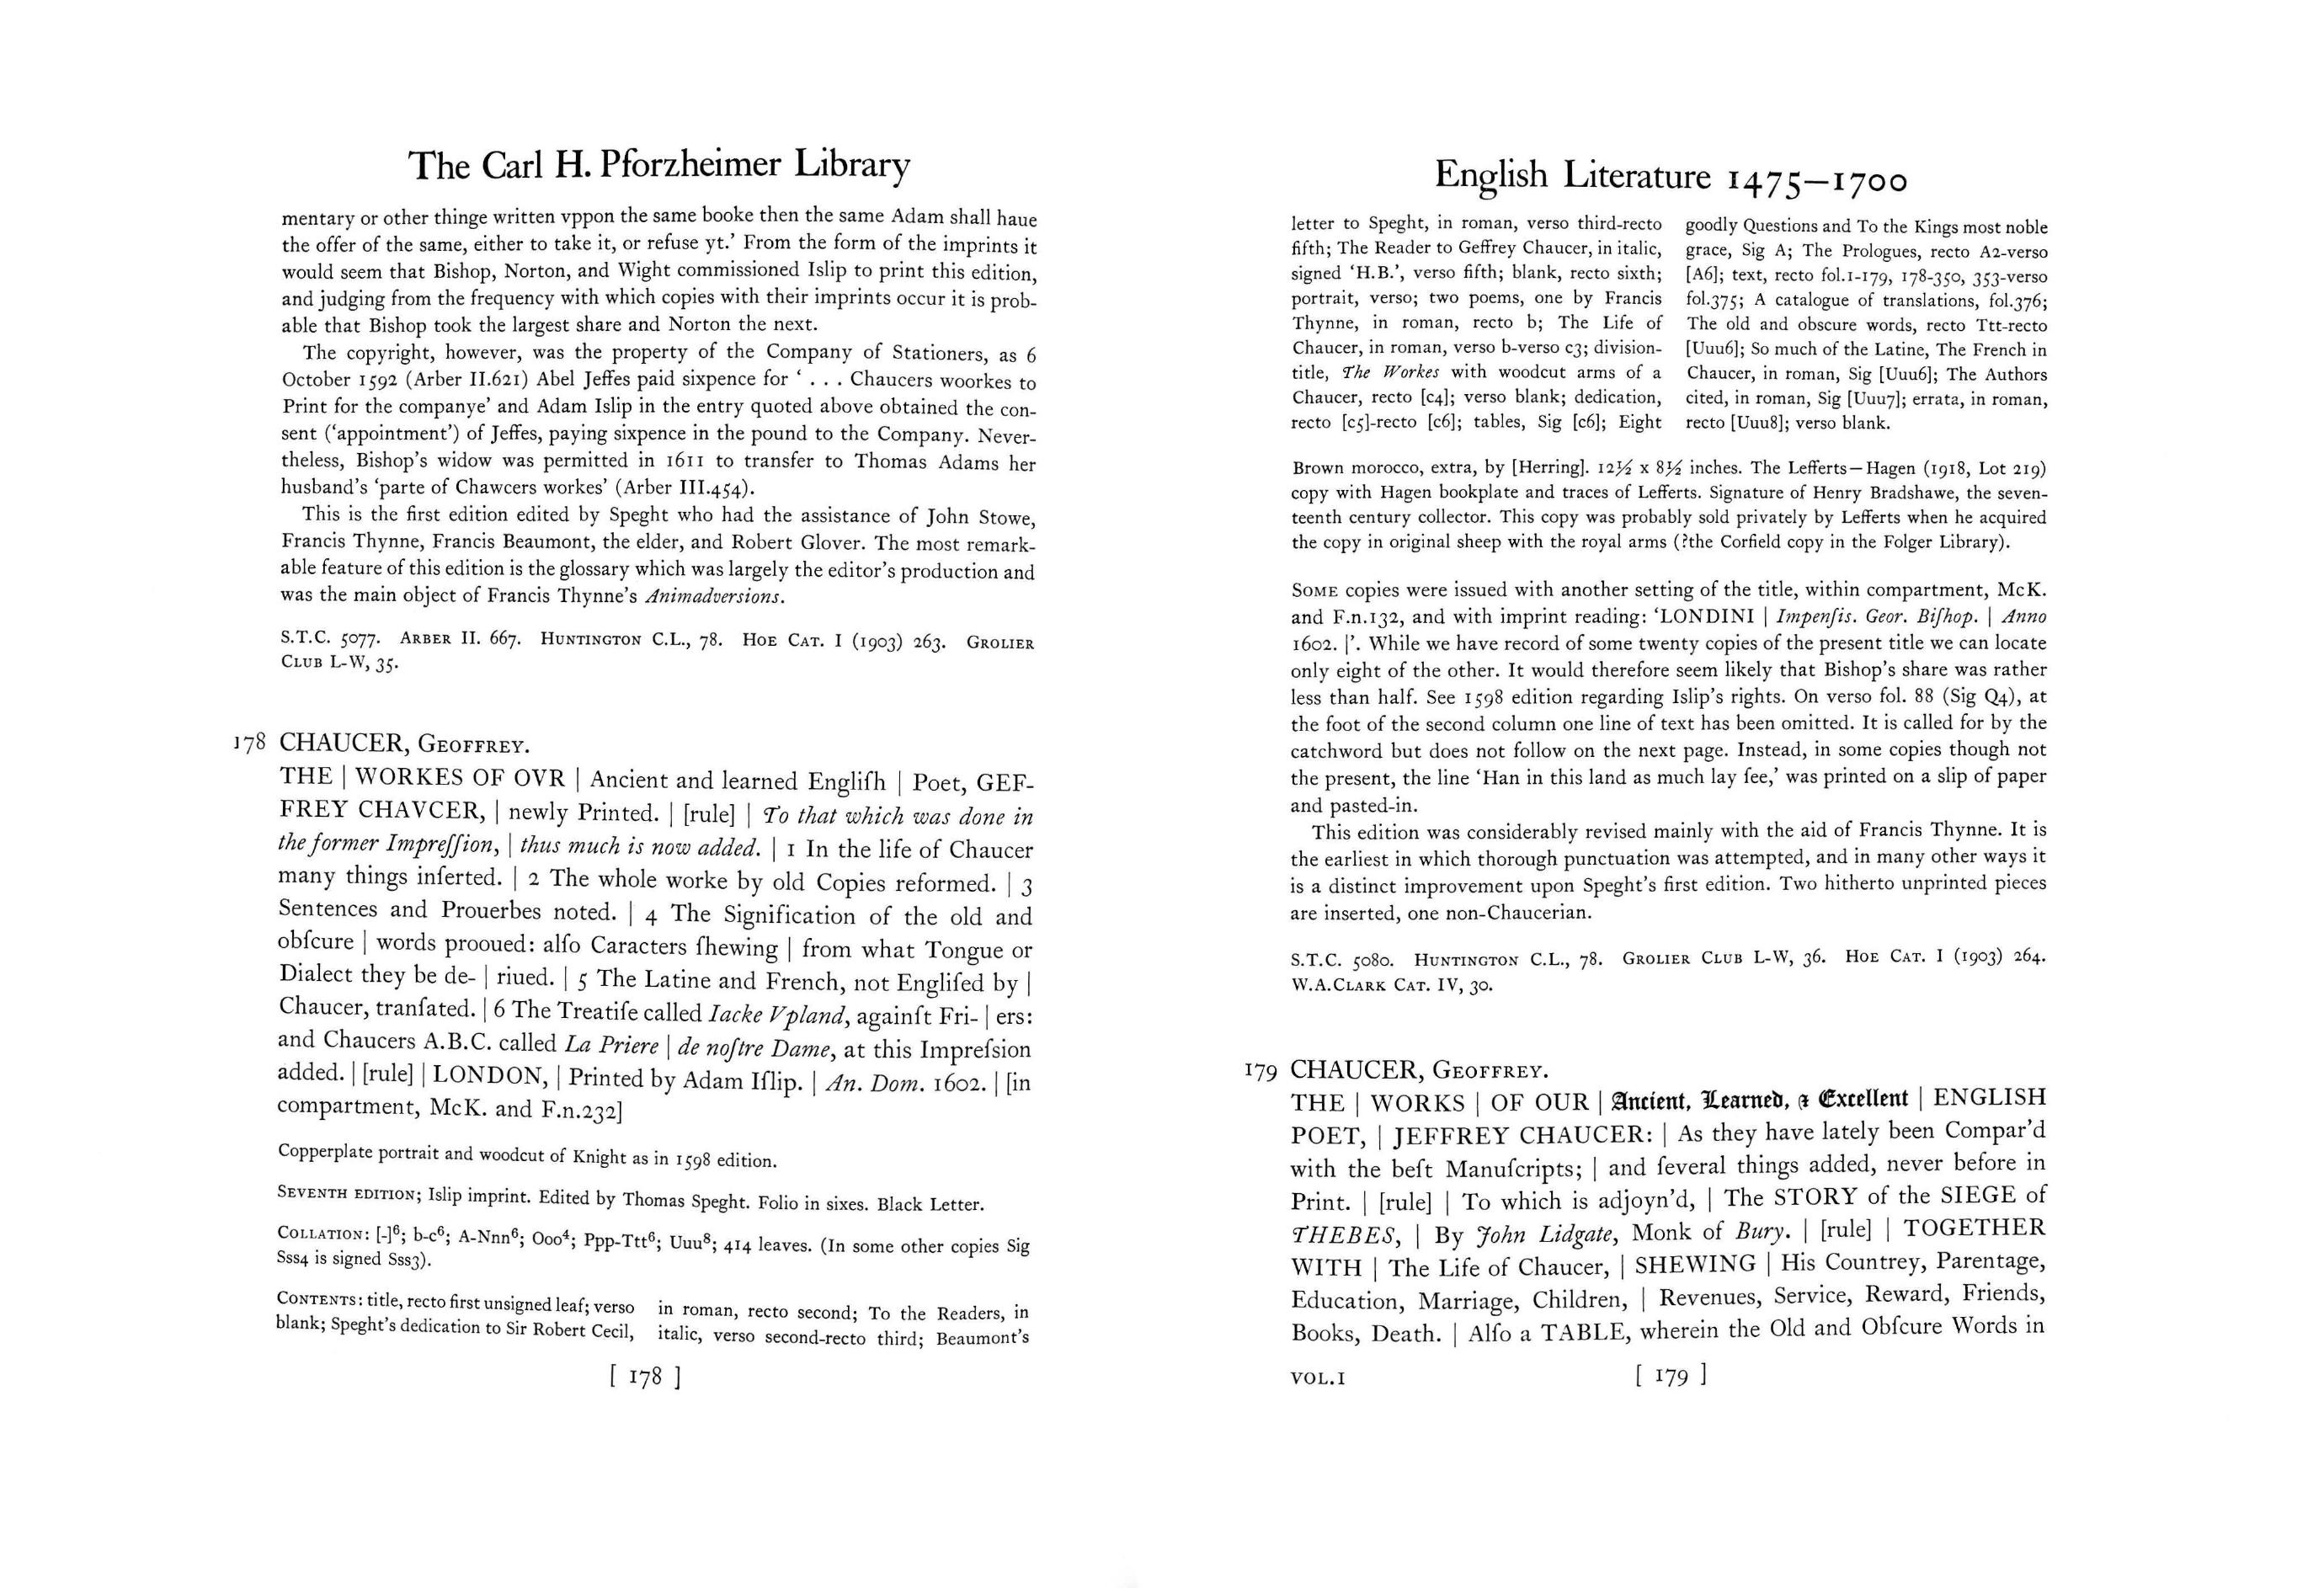 The Carl H. Pforzheimer Library
mentary or other thinge written vppon the same booke then the same Adam shall haue
the offer of the same, either to take it, or refuse yt.’ From the form of the imprints it
would seem that Bishop, Norton, and Wight commissioned Islip to print this edition,
and judging from the frequency with which copies with their imprints occur it is prob-
able that Bishop took the largest share and Norton the next.
The copyright, however, was the property of the Company of Stationers, as 6
October 1592 (Arber II.621) Abel Jeffes paid sixpence for ‘ . . . Chaucers woorkes to
Print for the companye’ and Adam Islip in the entry quoted above obtained the con-
sent (‘appointment’) of Jeffes, paying sixpence in the pound to the Company. Never-
theless, Bishop’s widow was permitted in 1611 to transfer to Thomas Adams her
husband’s ‘parte of Chawcers workes’ (Arber III.454).
This is the first edition edited by Speght who had the assistance of John Stowe,
Francis Thynne, Francis Beaumont, the elder, and Robert Glover. The most remark-
able feature of this edition is the glossary which was largely the editor’s production and
was the main object of Francis Thynne’s Animadversions.
S.T.C. 5077. ARBER II. 667. HUNTINGTON C.L., 78. HOE CAT. I (1903) 263. GROLIER
CLUB L-W, 35.
178 CHAUCER, GEOFFREY.
THE | WORKES OF OVR | Ancient and learned Engliſh | Poet, GEF-
FREY CHAVCER, | newly Printed. | [rule] | To that which was done in
the former Impreſſion, | thus much is now added. | 1 In the life of Chaucer
many things inſerted. | 2 The whole worke by old Copies reformed. | 3
Sentences and Prouerbes noted. | 4 The Signification of the old and
obſcure | words prooued: alſo Caracters ſhewing | from what Tongue or
Dialect they be de- | riued. | 5 The Latine and French, not Engliſed by |
Chaucer, tranſated. | 6 The Treatiſe called Iacke Vpland, againſt Fri- | ers:
and Chaucers A.B.C. called La Priere | de noſtre Dame, at this Impreſsion
added. | [rule] | LONDON, | Printed by Adam Iſlip. | An. Dom. 1602. | [in
compartment, McK. and F.n.232]
Copperplate portrait and woodcut of Knight as in 1598 edition.
SEVENTH EDITION; Islip imprint. Edited by Thomas Speght. Folio in sixes. Black Letter.
COLLATION: [-]⁶; b-c⁶; A-Nnn⁶; Ooo⁴; Ppp-Ttt⁶; Uuu⁸; 414 leaves. (In some other copies Sig
Sss4 is signed Sss3).
CONTENTS: title, recto first unsigned leaf; verso
blank; Speght’s dedication to Sir Robert Cecil,
in roman, recto second; To the Readers, in
italic, verso second-recto third; Beaumont’s
[ 178 ]
English Literature 1475–1700
letter to Speght, in roman, verso third-recto
fifth; The Reader to Geffrey Chaucer, in italic,
signed ‘H.B.’, verso fifth; blank, recto sixth;
portrait, verso; two poems, one by Francis
Thynne, in roman, recto b; The Life of
Chaucer, in roman, verso b-verso c3; division-
title, The Workes with woodcut arms of a
Chaucer, recto [c4]; verso blank; dedication,
recto [c5]-recto [c6]; tables, Sig [c6]; Eight
goodly Questions and To the Kings most noble
grace, Sig A; The Prologues, recto A2-verso
[A6]; text, recto fol.1-179, 178-350, 353-verso
fol.375; A catalogue of translations, fol.376;
The old and obscure words, recto Ttt-recto
[Uuu6]; So much of the Latine, The French in
Chaucer, in roman, Sig [Uuu6]; The Authors
cited, in roman, Sig [Uuu7]; errata, in roman,
recto [Uuu8]; verso blank.
Brown morocco, extra, by [Herring]. 12½ x 8½ inches. The Lefferts—Hagen (1918, Lot 219)
copy with Hagen bookplate and traces of Lefferts. Signature of Henry Bradshawe, the seven-
teenth century collector. This copy was probably sold privately by Lefferts when he acquired
the copy in original sheep with the royal arms (?the Corfield copy in the Folger Library).
SOME copies were issued with another setting of the title, within compartment, McK.
and F.n.132, and with imprint reading: ‘LONDINI | Impenſis. Geor. Biſhop. | Anno
1602. |’. While we have record of some twenty copies of the present title we can locate
only eight of the other. It would therefore seem likely that Bishop’s share was rather
less than half. See 1598 edition regarding Islip’s rights. On verso fol. 88 (Sig Q4), at
the foot of the second column one line of text has been omitted. It is called for by the
catchword but does not follow on the next page. Instead, in some copies though not
the present, the line ‘Han in this land as much lay fee,’ was printed on a slip of paper
and pasted-in.
This edition was considerably revised mainly with the aid of Francis Thynne. It is
the earliest in which thorough punctuation was attempted, and in many other ways it
is a distinct improvement upon Speght’s first edition. Two hitherto unprinted pieces
are inserted, one non-Chaucerian.
S.T.C. 5080. HUNTINGTON C.L., 78. GROLIER CLUB L-W, 36. HOE CAT. I (1903) 264.
W.A.CLARK CAT. IV, 30.
179 CHAUCER, GEOFFREY.
THE | WORKS | OF OUR | Ancient, Learned, & Excellent | ENGLISH
POET, | JEFFREY CHAUCER: | As they have lately been Compar’d
with the beſt Manuſcripts; | and ſeveral things added, never before in
Print. | [rule] | To which is adjoyn’d, | The STORY of the SIEGE of
THEBES, | By John Lidgate, Monk of Bury. | [rule] | TOGETHER
WITH | The Life of Chaucer, | SHEWING | His Countrey, Parentage,
Education, Marriage, Children, | Revenues, Service, Reward, Friends,
Books, Death. | Alſo a TABLE, wherein the Old and Obſcure Words in
VOL.I
[ 179 ]